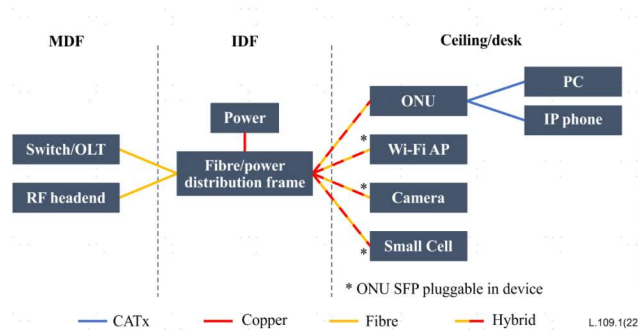 MDF
IDF
Ceiling/desk
Switch/OLT
RF headend
Power
Fibre/power
distribution frame
ONU
* Wi-Fi AP
* Camera
* Small Cell
PC
IP phone
* ONU SFP pluggable in device
CATx
Copper
Fibre
Hybrid
L.109.1(22